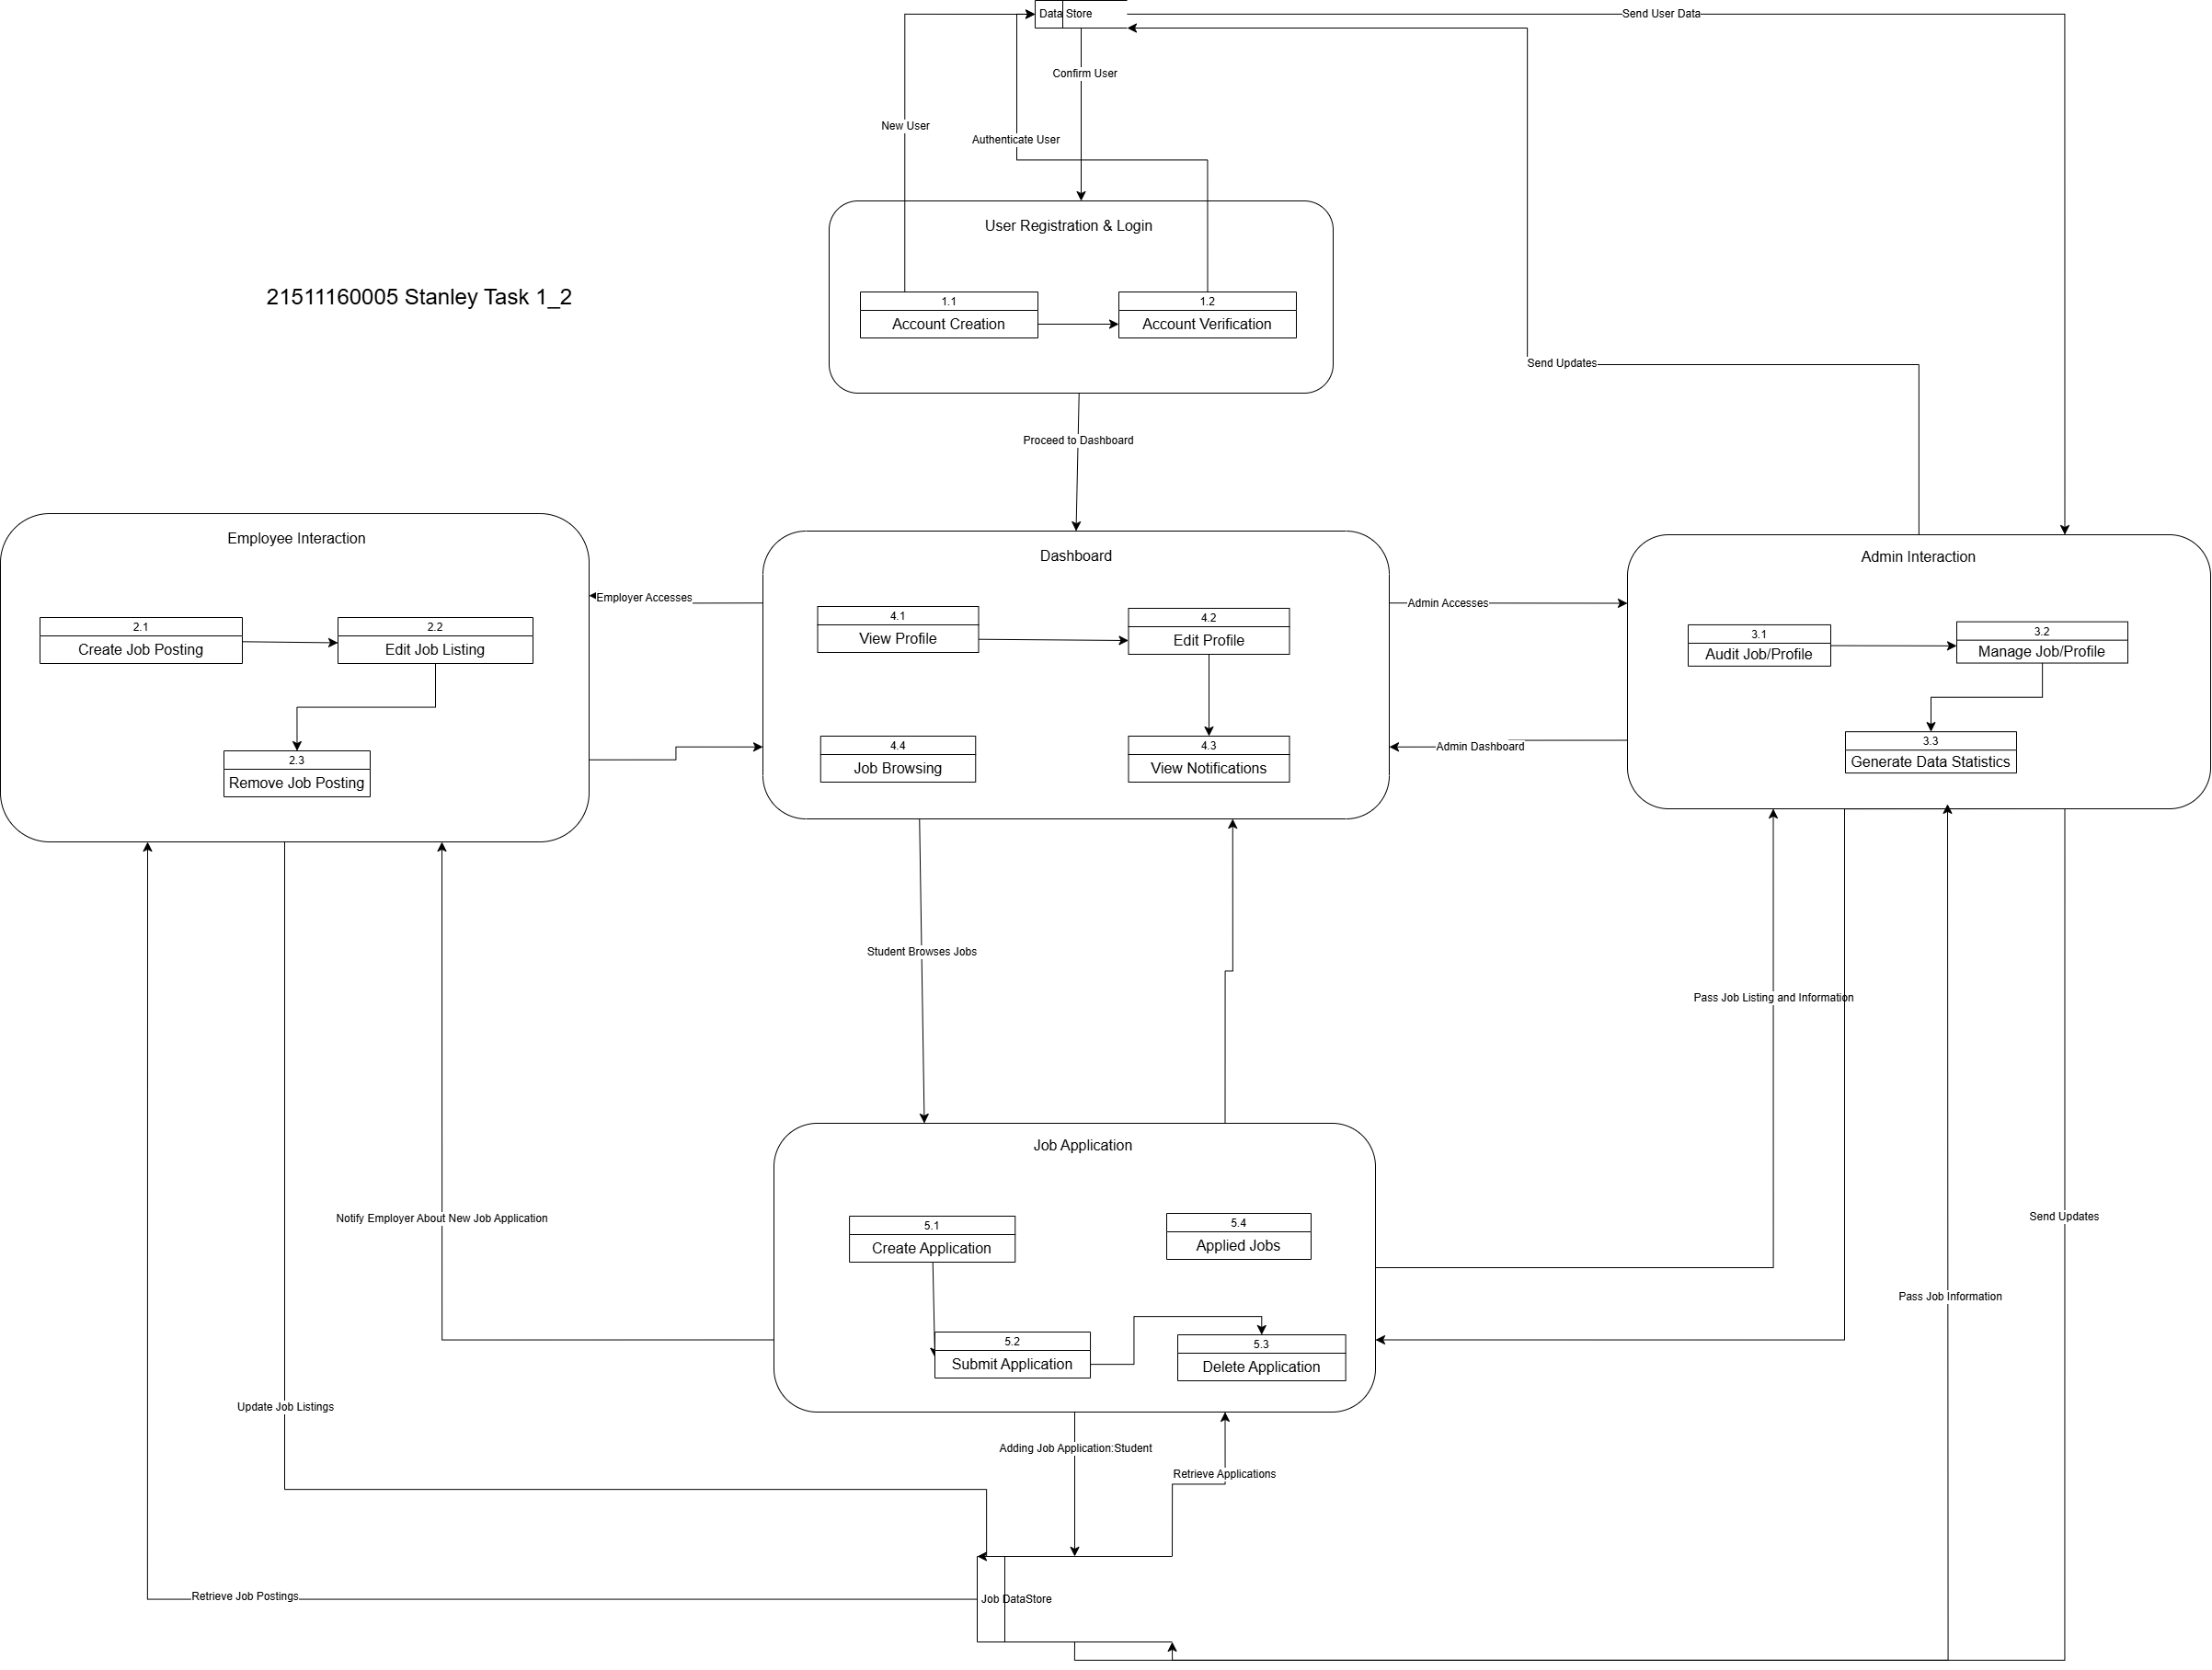 Data Store
Send User Data
Confirm User
New User
Authenticate User
User Registration & Login
21511160005 Stanley Task 1_2
1.1
Account Creation
1.2
Account Verification
Send Updates
Proceed to Dashboard
Employee Interaction
2.1
Create Job Posting
2.2
Edit Job Listing
2.3
Remove Job Posting
Employer Accesses
Dashboard
4.1
View Profile
4.2
Edit Profile
4.4
Job Browsing
4.3
View Notifications
Admin Accesses
Admin Dashboard
Admin Interaction
3.1
Audit Job/Profile
3.2
Manage Job/Profile
3.3
Generate Data Statistics
Student Browses Jobs
Pass Job Listing and Information
Job Application
Notify Employer About New Job Application
5.1
Create Application
5.4
Applied Jobs
5.2
Submit Application
5.3
Delete Application
Send Updates
Pass Job Information
Update Job Listings
Adding Job Application:Student
Retrieve Applications
Retrieve Job Postings
Job DataStore